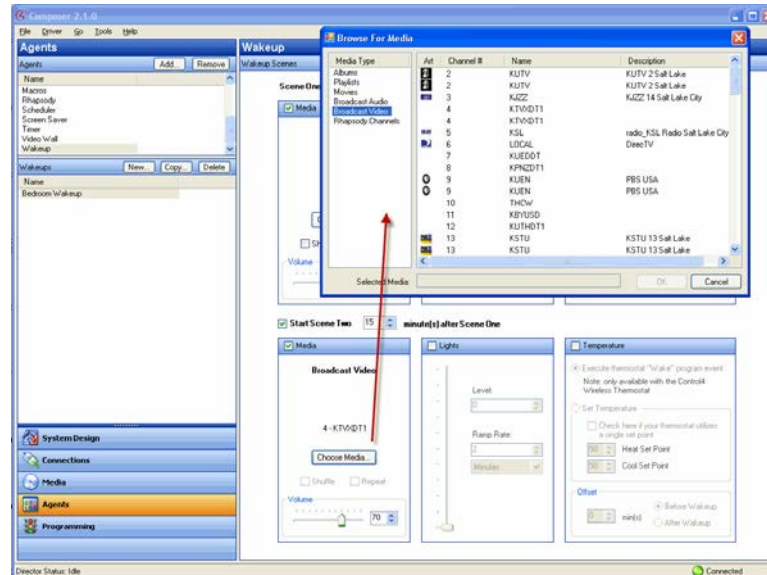 Composer 2.1.0
File Driver Go Tools Help
Agents
Agents Add... Remove
Name
Macros
Rhapsody
Scheduler
Screen Saver
Timer
Video Wall
Wakeup
Wakeups New... Copy... Delete
Name
Bedroom Wakeup
System Design
Connections
Media
Agents
Programming
Director Status: Idle
Connected
Wakeup
Wakeup Scenes
Scene One
Media
Volume
Browse For Media
Media Type
Albums
Playlists
Movies
Broadcast Audio
Broadcast Video
Rhapsody Channels
Art Channel # Name Description
2 KUTV KUTV 2 Salt Lake
2 KUTV KUTV 2 Salt Lake
3 KJZZ KJZZ 14 Salt Lake City
4 KTVXDT1
4 KTVXDT1
5 KSL radio_KSL Radio Salt Lake City
6 LOCAL DirecTV
7 KUEDDT
8 KPNZDT1
9 KUEN PBS USA
9 KUEN PBS USA
10 THCW
11 KBYUSD
12 KUTHDT1
13 KSTU KSTU 13 Salt Lake
13 KSTU KSTU 13 Salt Lake
Selected Media:
OK Cancel
Start Scene Two 15 minute(s) after Scene One
Media
Broadcast Video
4 - KTVXDT1
Choose Media...
Shuffle Repeat
Volume
70
Lights
Level:
0
Ramp Rate:
2
Minutes
Temperature
Execute thermostat "Wake" program event
Note: only available with the Control4
Wireless Thermostat
Set Temperature
Check here if your thermostat utilizes
a single set point
90 Heat Set Point
90 Cool Set Point
Offset
0 min(s)
Before Wakeup
After Wakeup